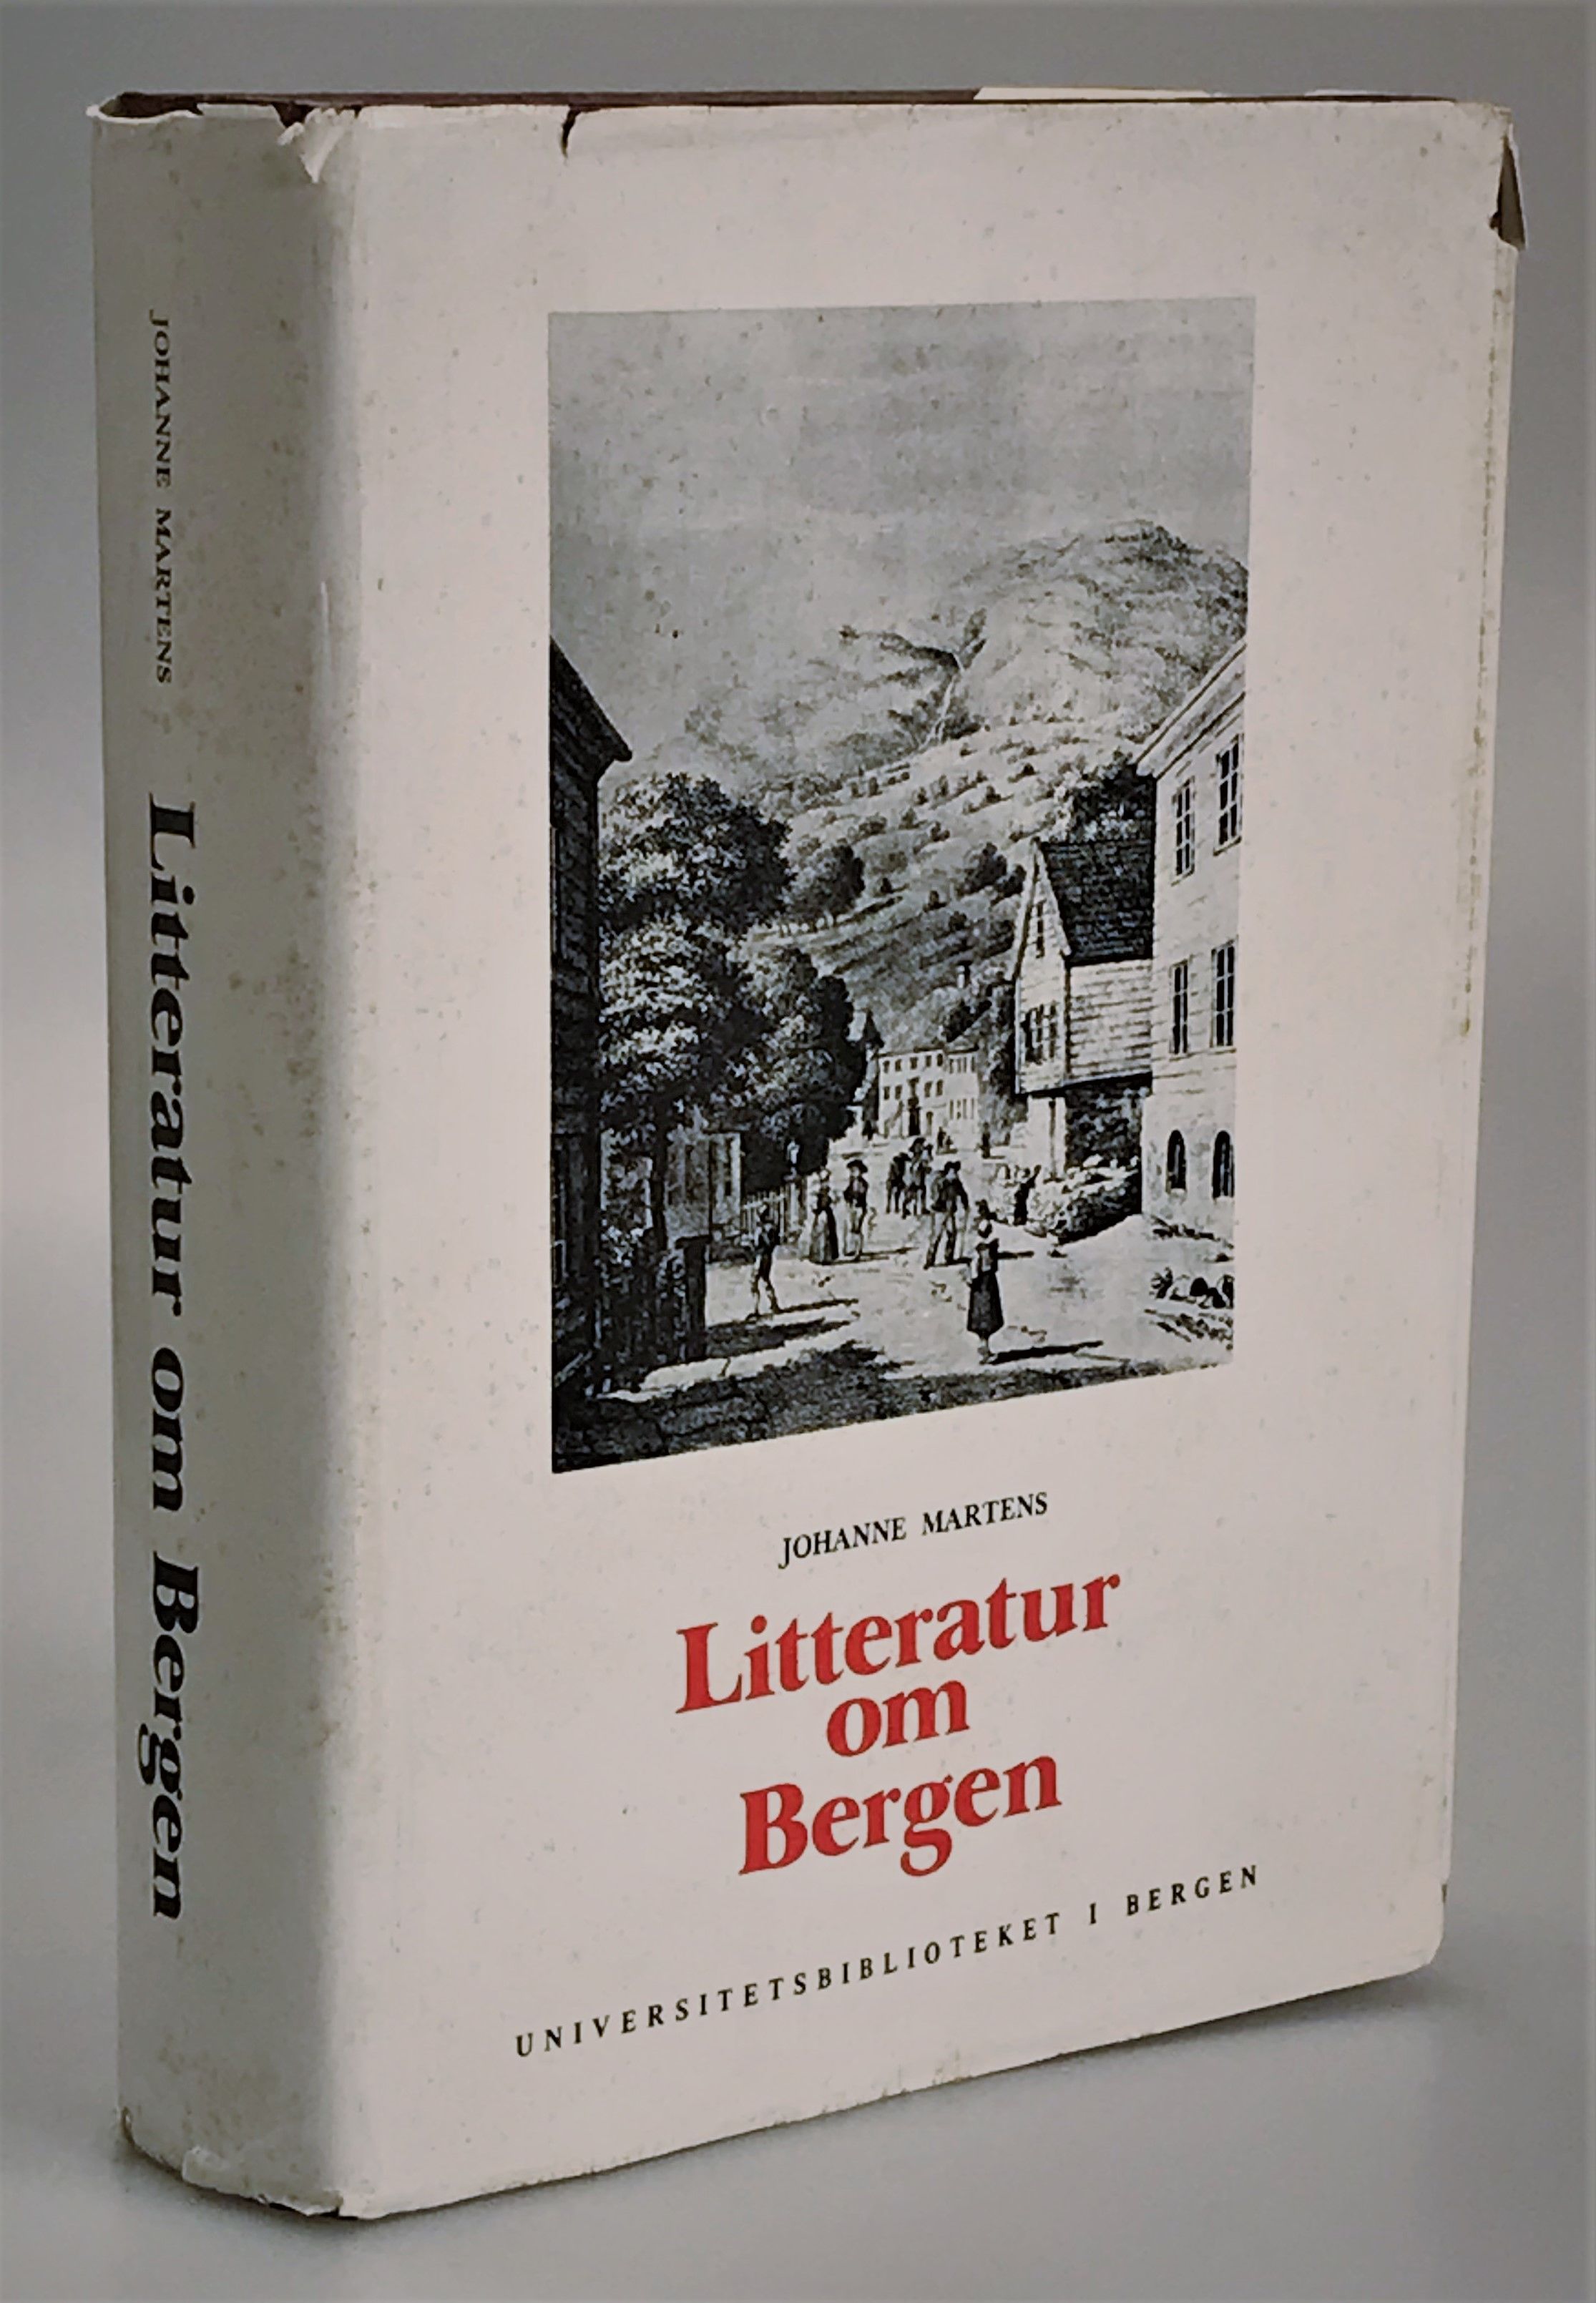 JOHANNE MARTENS Litteratur om Bergen
JOHANNE MARTENS
Litteratur
om
Bergen
UNIVERSITETSBIBLIOTEKET I BERGEN